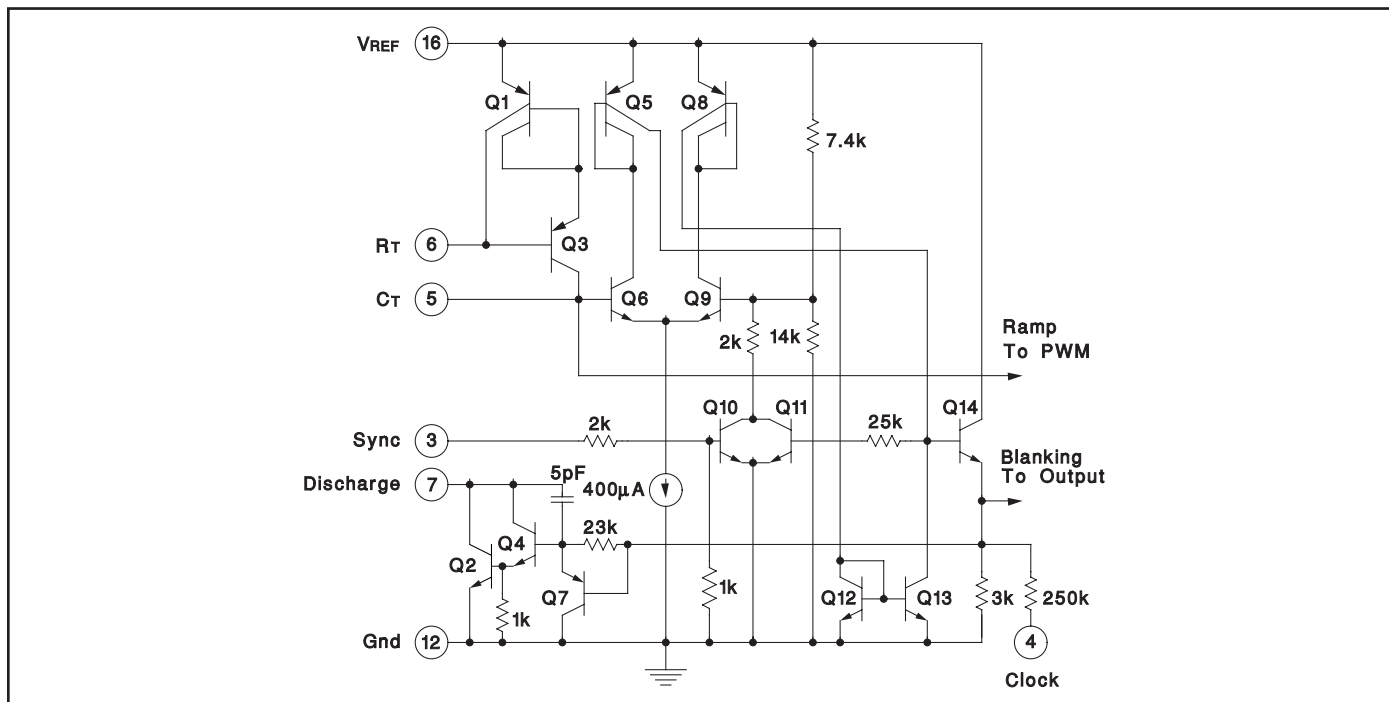 VREF 16
Q1 Q5 Q8
7.4k
RT 6 Q3
CT 5 Q6 Q9
2k 14k
Ramp
To PWM
Q10 Q11 Q14
Sync 3 2k 25k
Blanking
To Output
Discharge 7 5pF
400µA
23k
Q4
Q2
Q7 1k Q12 Q13 3k 250k
1k
Gnd 12 4
Clock